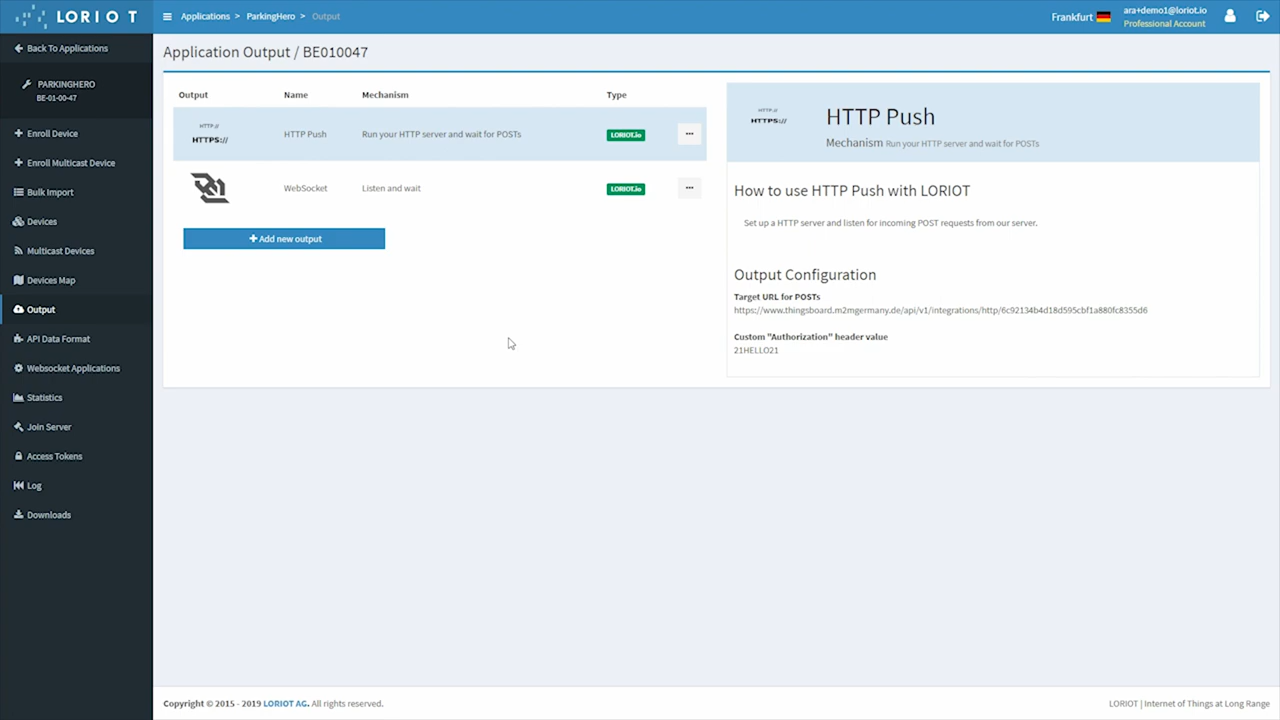 LORIOT
Applications > ParkingHero > Output
Frankfurt
ara+demo1@loriot.io
Professional Account
Back To Applications
PARKINGHERO
BE-01-00-47
Enroll Device
Enroll Multicast Device
Bulk Import
Devices
Multicast Devices
Devices Map
Output
API Data Format
Websocket Applications
Statistics
Join Server
Access Tokens
Log
Downloads
Application Output / BE010047
Output Name Mechanism Type
HTTP://
HTTPS://
HTTP Push Run your HTTP server and wait for POSTs LORIOT.io
WebSocket Listen and wait LORIOT.io
Add new output
HTTP://
HTTPS://
HTTP Push
Mechanism Run your HTTP server and wait for POSTs
How to use HTTP Push with LORIOT
Set up a HTTP server and listen for incoming POST requests from our server.
Output Configuration
Target URL for POSTs
https://www.thingsboard.m2mgermany.de/api/v1/integrations/http/6c92134b4d18d595cbf1a880fc8355d6
Custom "Authorization" header value
21HELLO21
Copyright © 2015 - 2019 LORIOT AG. All rights reserved.
LORIOT | Internet of Things at Long Range